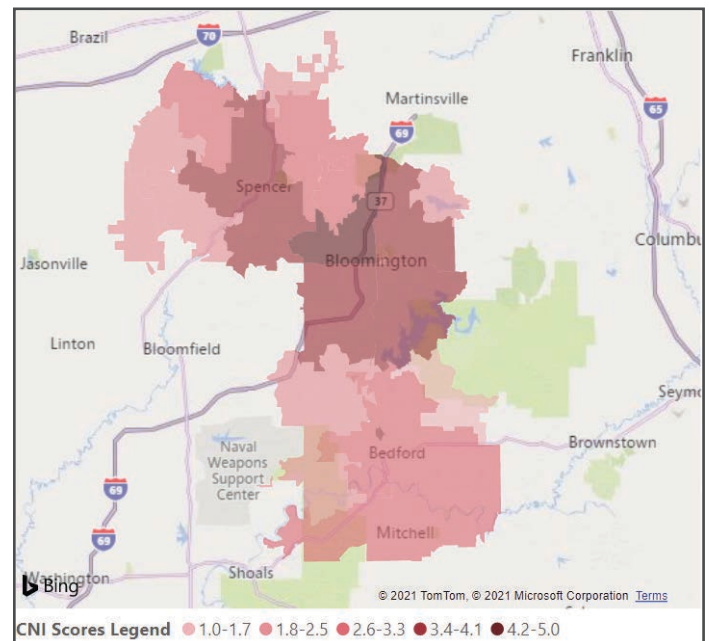 Brazil
70
Franklin
Martinsville
65
69
Spencer
37
Columbu
Jasonville
Bloomington
Linton
Bloomfield
Seymo
Naval
Weapons
Support
Center
Bedford
Brownstown
69
69
Mitchell
Washington
Shoals
Bing
© 2021 TomTom, © 2021 Microsoft Corporation Terms
CNI Scores Legend 1.0-1.7 1.8-2.5 2.6-3.3 3.4-4.1 4.2-5.0